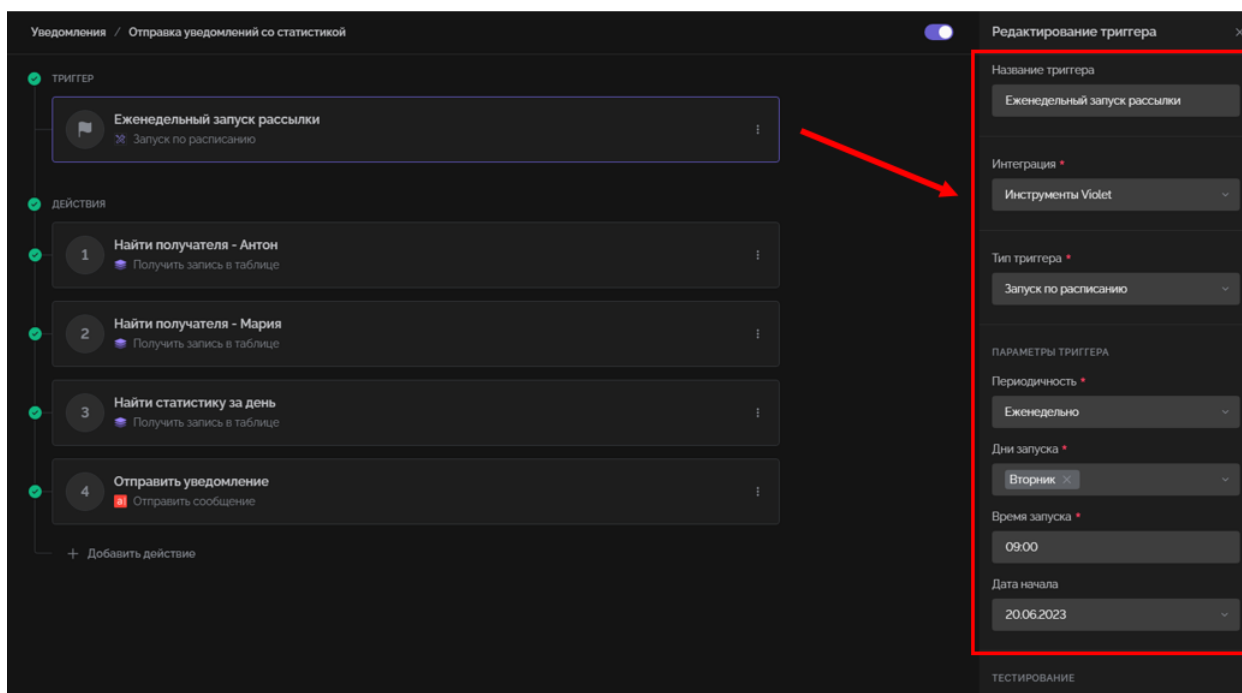 Уведомления / Отправка уведомлений со статистикой
ТРИГГЕР
Еженедельный запуск рассылки
Запуск по расписанию
ДЕЙСТВИЯ
1
Найти получателя - Антон
Получить запись в таблице
2
Найти получателя - Мария
Получить запись в таблице
3
Найти статистику за день
Получить запись в таблице
4
Отправить уведомление
a|
Отправить сообщение
+ Добавить действие
Редактирование триггера
Название триггера
Еженедельный запуск рассылки
Интеграция *
Инструменты Violet
Тип триггера *
Запуск по расписанию
ПАРАМЕТРЫ ТРИГГЕРА
Периодичность *
Еженедельно
Дни запуска *
Вторник ×
Время запуска *
09:00
Дата начала
20.06.2023
ТЕСТИРОВАНИЕ